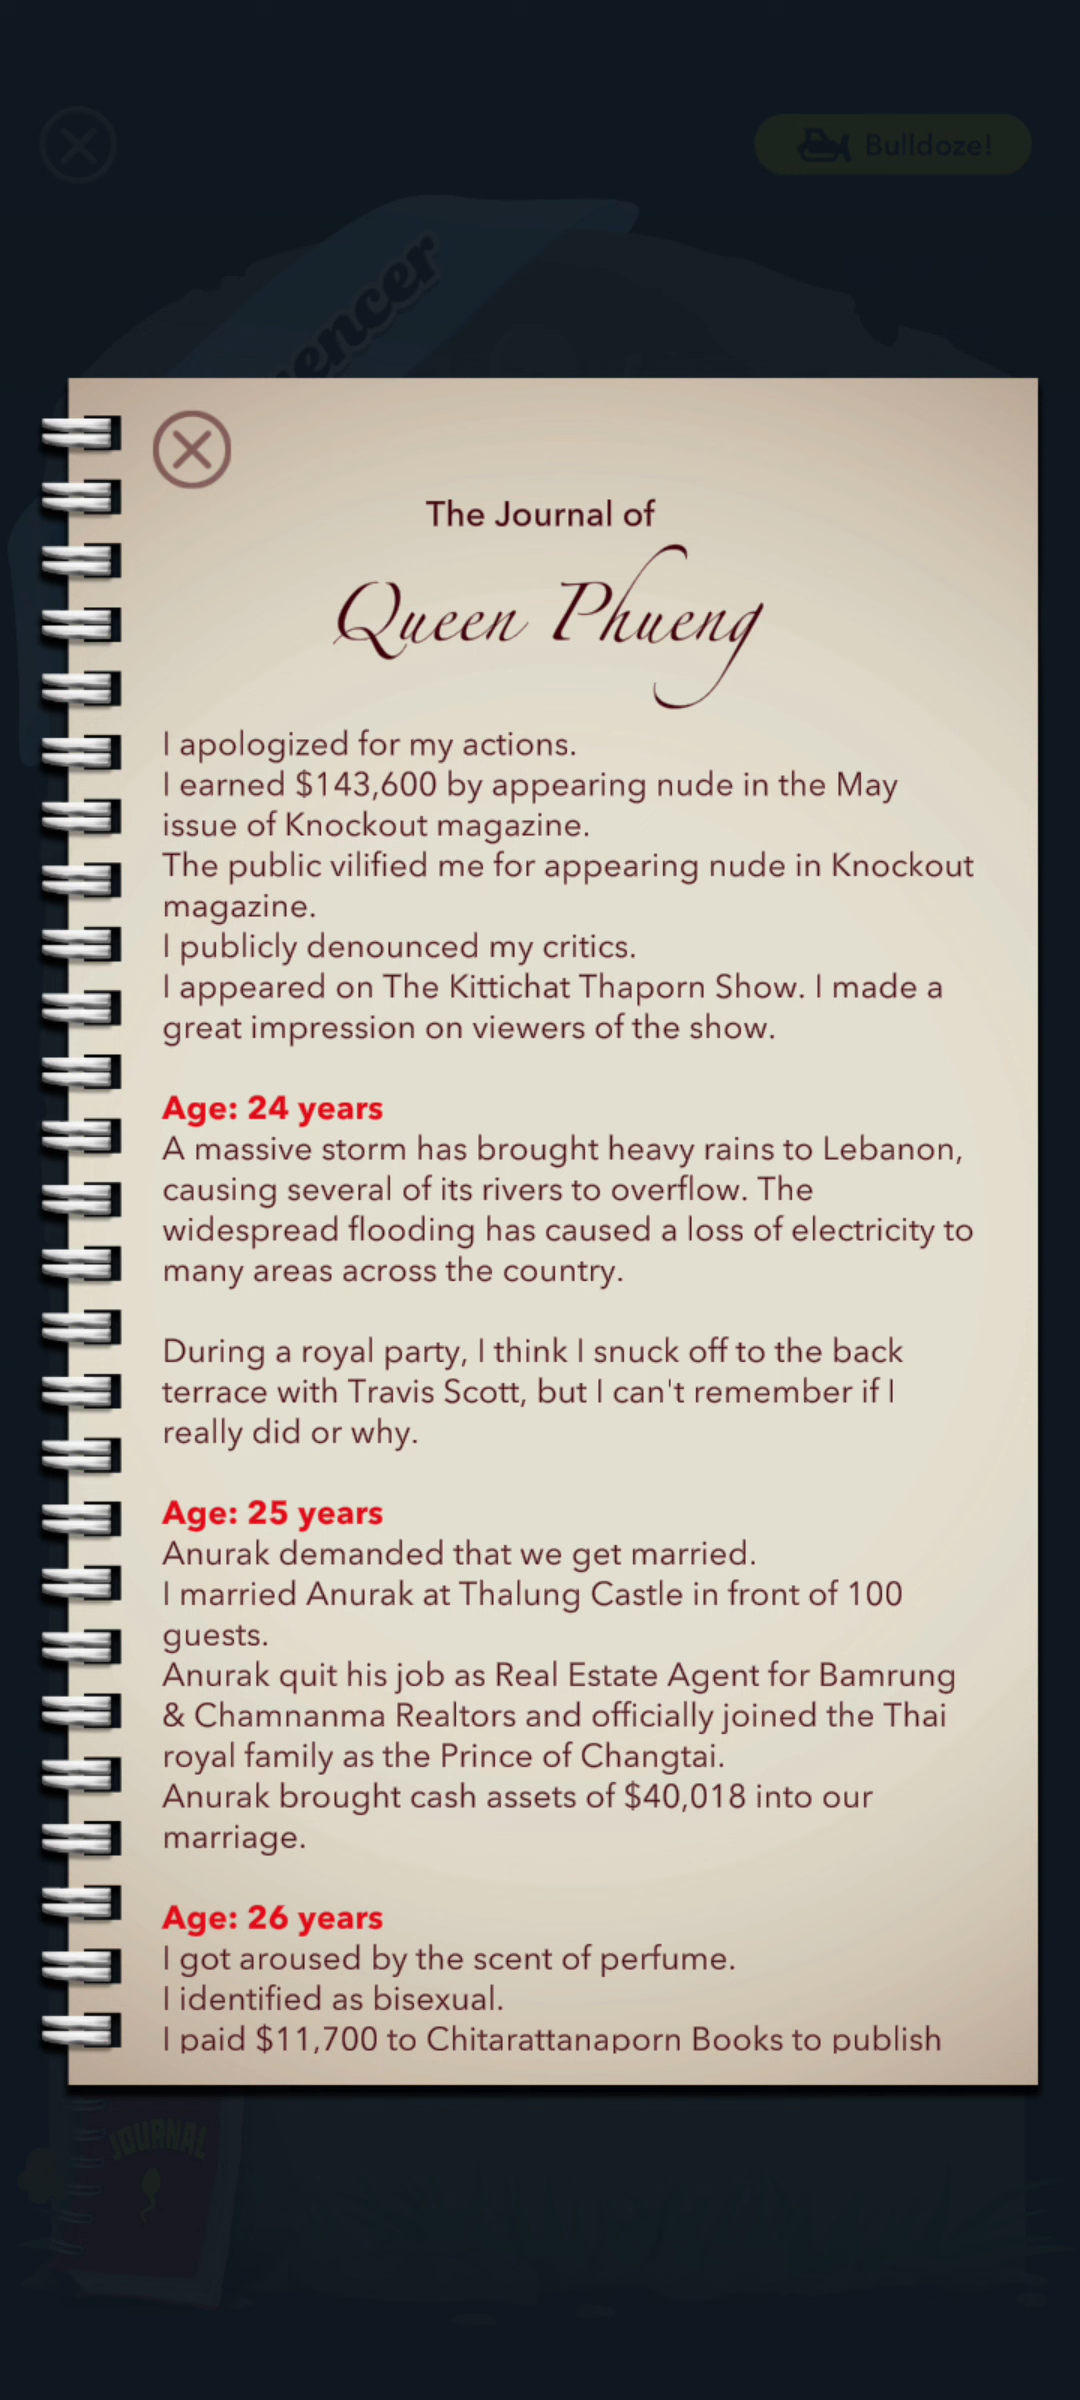 Bulldoze!
encer
The Journal of
Queen Phueng
I apologized for my actions.
I earned $143,600 by appearing nude in the May
issue of Knockout magazine.
The public vilified me for appearing nude in Knockout
magazine.
I publicly denounced my critics.
I appeared on The Kittichat Thaporn Show. I made a
great impression on viewers of the show.
Age: 24 years
A massive storm has brought heavy rains to Lebanon,
causing several of its rivers to overflow. The
widespread flooding has caused a loss of electricity to
many areas across the country.
During a royal party, I think I snuck off to the back
terrace with Travis Scott, but I can't remember if I
really did or why.
Age: 25 years
Anurak demanded that we get married.
I married Anurak at Thalung Castle in front of 100
guests.
Anurak quit his job as Real Estate Agent for Bamrung
& Chamnanma Realtors and officially joined the Thai
royal family as the Prince of Changtai.
Anurak brought cash assets of $40,018 into our
marriage.
Age: 26 years
I got aroused by the scent of perfume.
I identified as bisexual.
I paid $11,700 to Chitarattanaporn Books to publish
JOURNAL